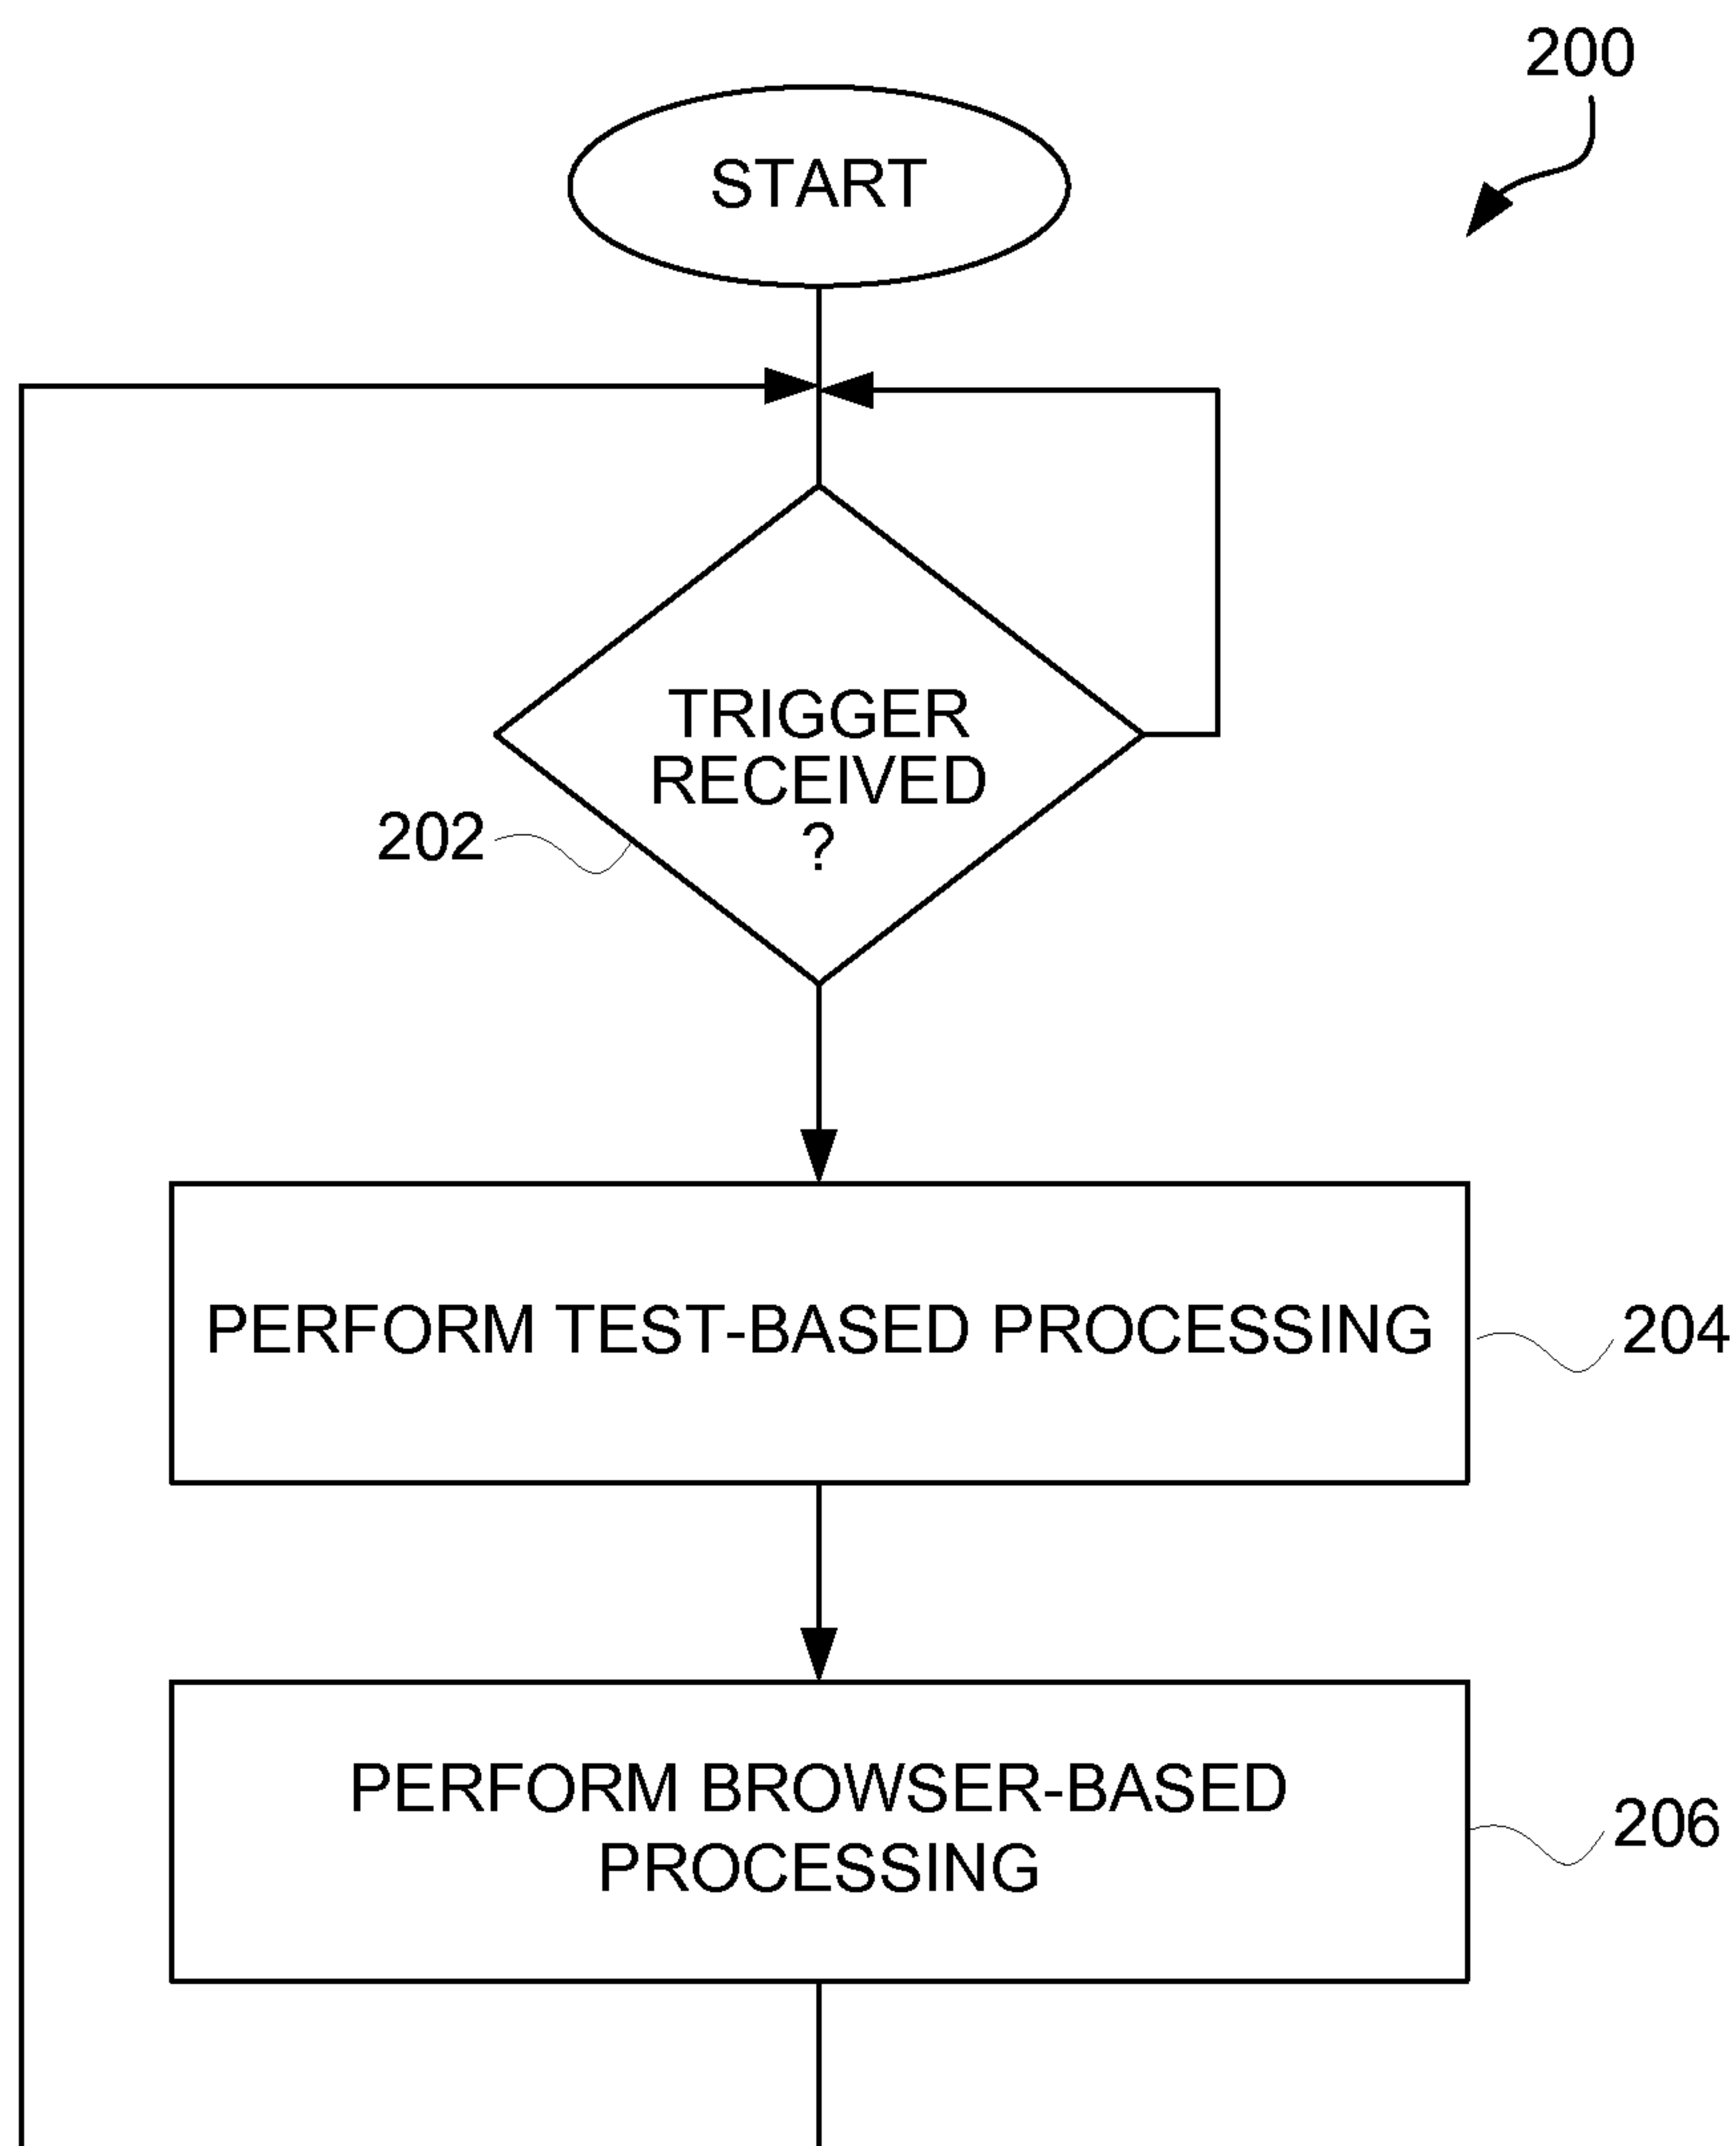 200
START
TRIGGER
RECEIVED
?
202
PERFORM TEST-BASED PROCESSING
204
PERFORM BROWSER-BASED
PROCESSING
206